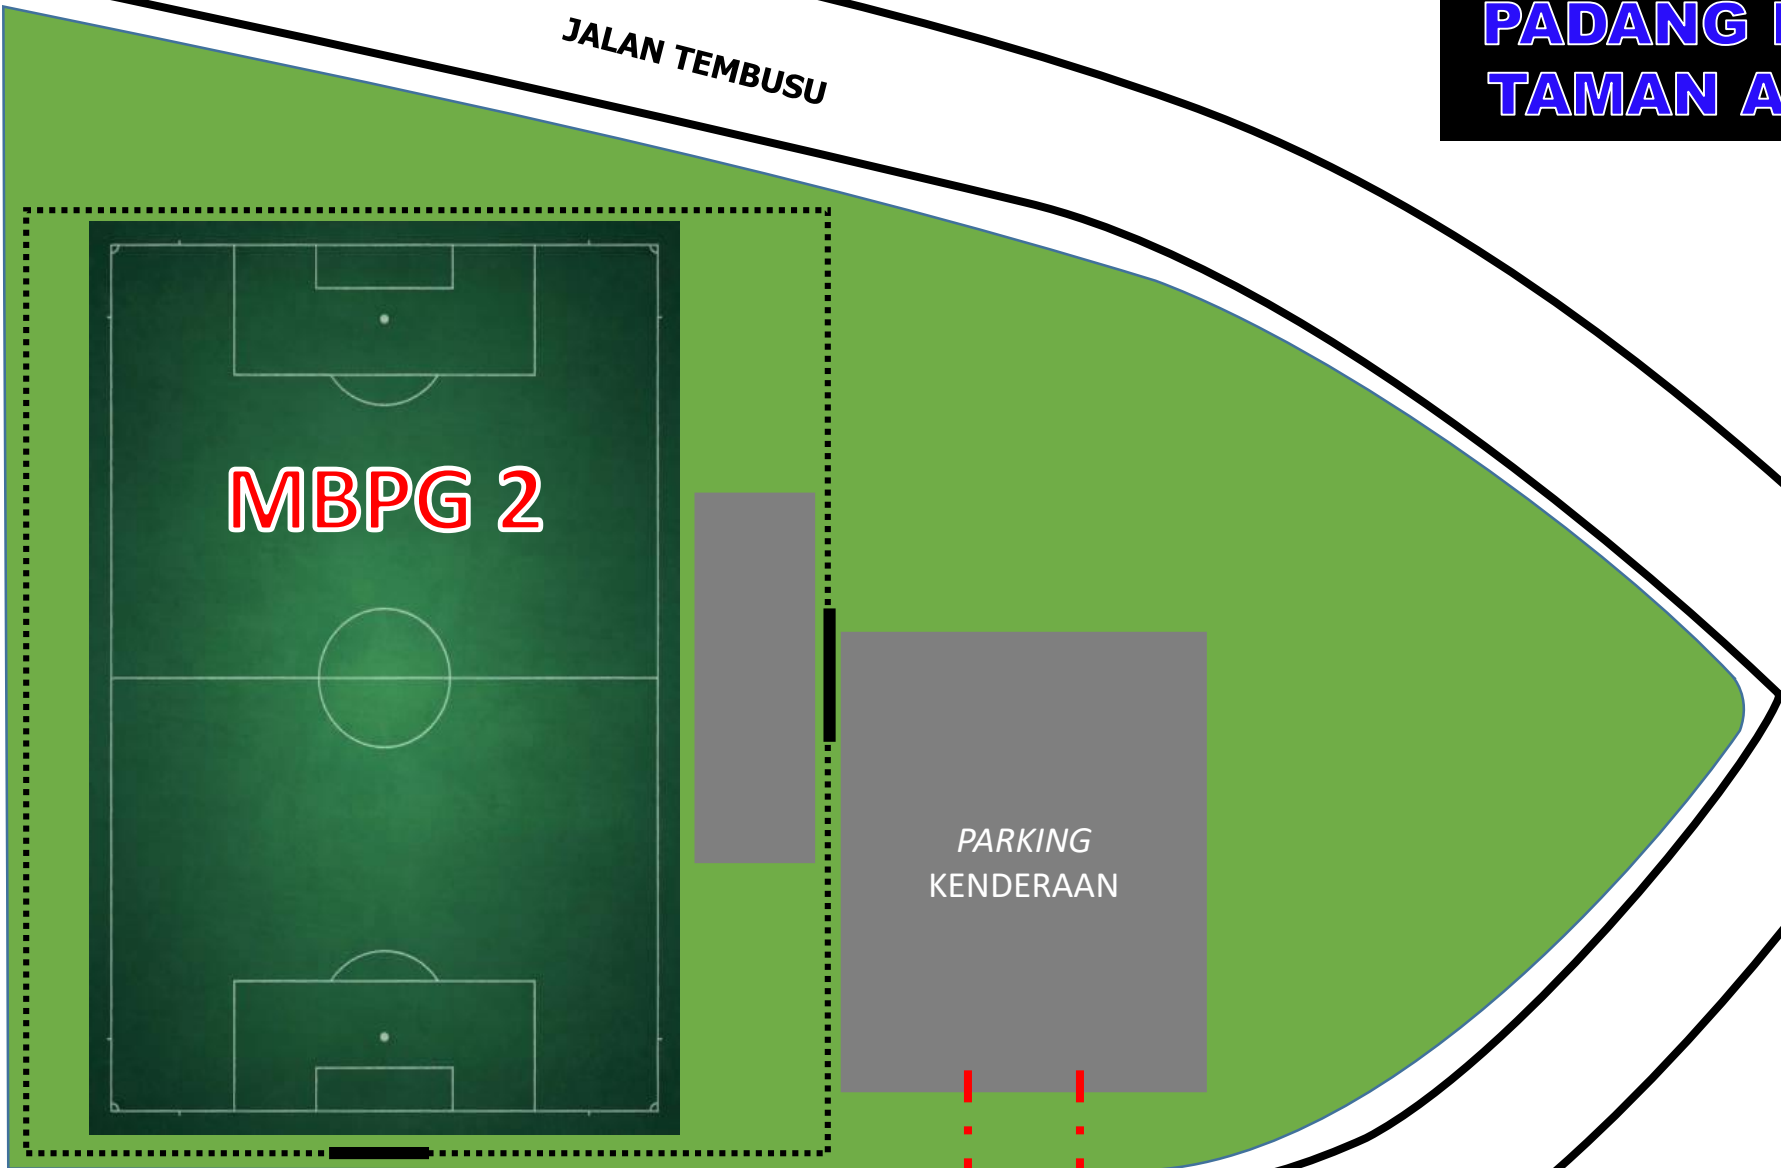 JALAN TEMBUSU
PADANG
TAMAN
MBPG 2
PARKING
KENDERAAN